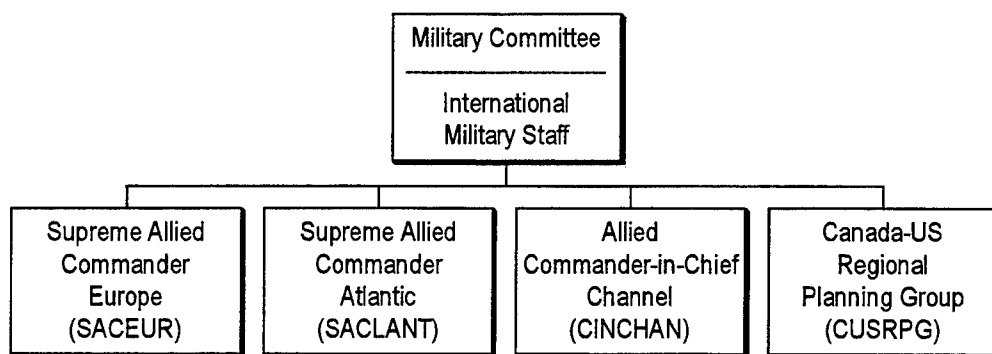 Military Committee
International
Military Staff
Supreme Allied
Commander
Europe
(SACEUR)
Supreme Allied
Commander
Atlantic
(SACLANT)
Allied
Commander-in-Chief
Channel
(CINCHAN)
Canada-US
Regional
Planning Group
(CUSRPG)